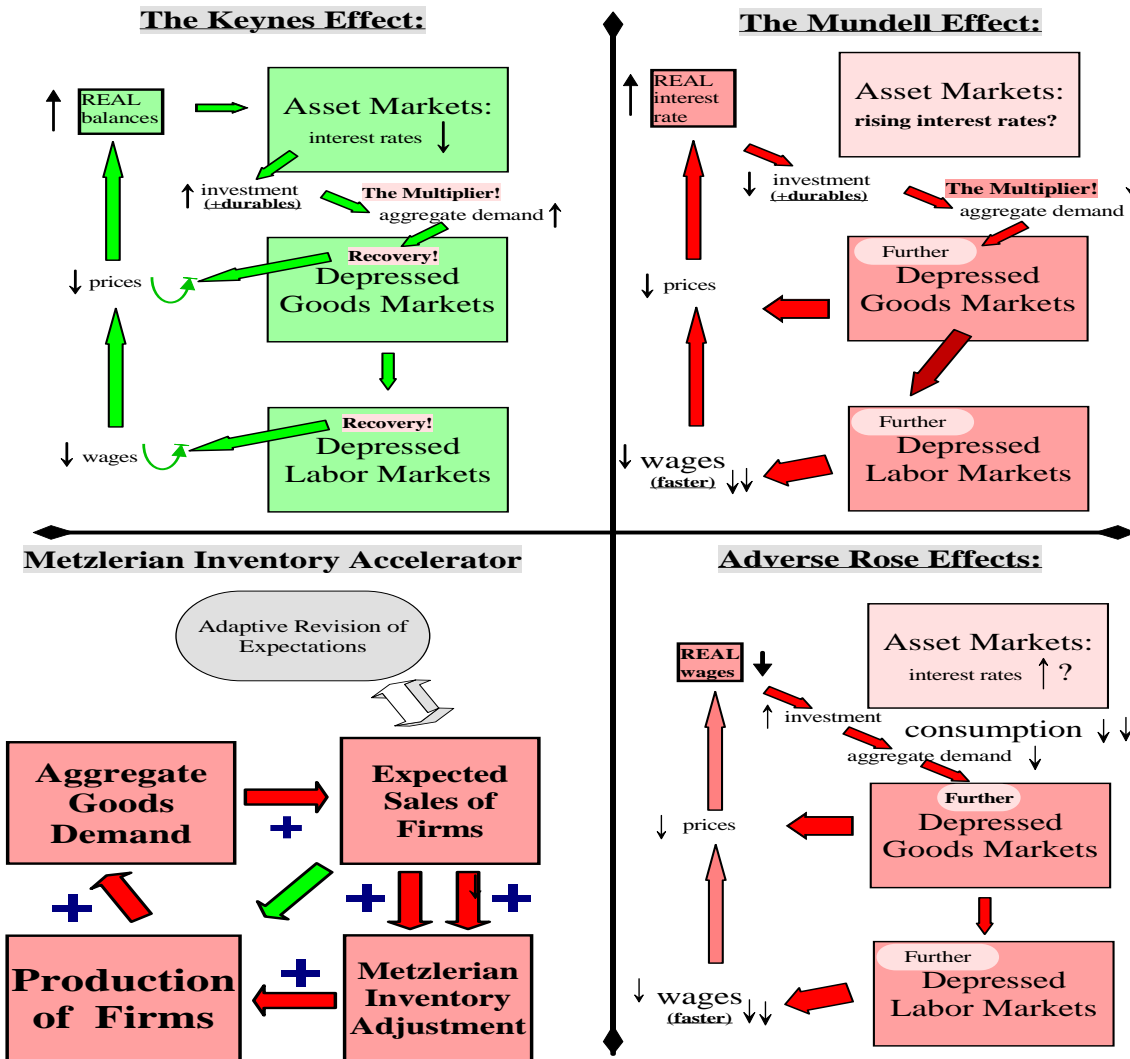 The Keynes Effect:
REAL
balances
Asset Markets:
interest rates
investment
(+durables)
The Multiplier!
aggregate demand
Recovery!
Depressed
Goods Markets
prices
Recovery!
Depressed
Labor Markets
wages
The Mundell Effect:
REAL
interest
rate
Asset Markets:
rising interest rates?
investment
(+durables)
The Multiplier!
aggregate demand
Further
Depressed
Goods Markets
prices
Further
Depressed
Labor Markets
wages
(faster)
Metzlerian Inventory Accelerator
Adaptive Revision of
Expectations
Aggregate
Goods
Demand
+
Expected
Sales of
Firms
+
+
+
Production
of Firms
+
Metzlerian
Inventory
Adjustment
Adverse Rose Effects:
REAL
wages
Asset Markets:
interest rates ?
investment
consumption
aggregate demand
Further
Depressed
Goods Markets
prices
Further
Depressed
Labor Markets
wages
(faster)